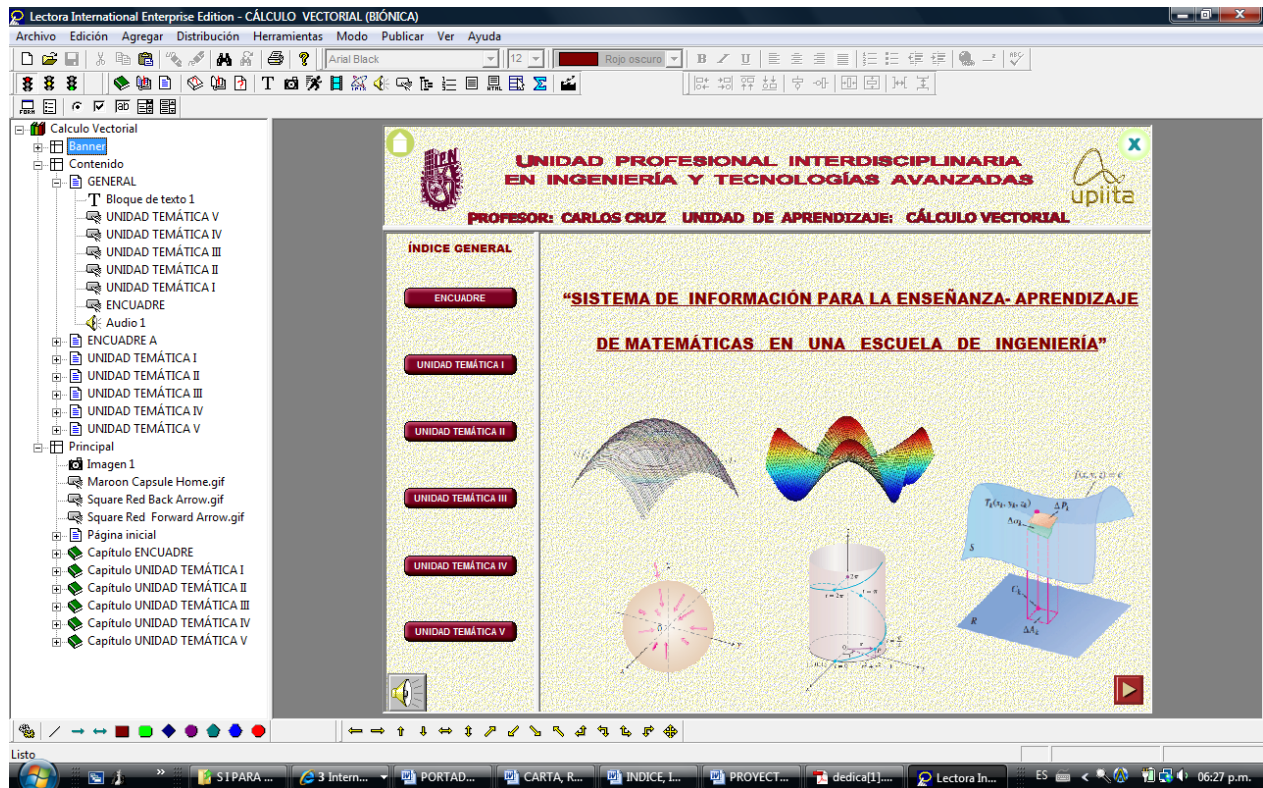 Lectora International Enterprise Edition - CÁLCULO VECTORIAL (BIÓNICA)
Archivo Edición Agregar Distribución Herramientas Modo Publicar Ver Ayuda
Arial Black 12 Rojo oscuro B Z U
Calculo Vectorial
Banner
Contenido
GENERAL
Bloque de texto 1
UNIDAD TEMÁTICA V
UNIDAD TEMÁTICA IV
UNIDAD TEMÁTICA III
UNIDAD TEMÁTICA II
UNIDAD TEMÁTICA I
ENCUADRE
Audio 1
ENCUADRE A
UNIDAD TEMÁTICA I
UNIDAD TEMÁTICA II
UNIDAD TEMÁTICA III
UNIDAD TEMÁTICA IV
UNIDAD TEMÁTICA V
Principal
Imagen 1
Maroon Capsule Home.gif
Square Red Back Arrow.gif
Square Red Forward Arrow.gif
Página inicial
Capítulo ENCUADRE
Capitulo UNIDAD TEMÁTICA I
Capítulo UNIDAD TEMÁTICA II
Capítulo UNIDAD TEMÁTICA III
Capítulo UNIDAD TEMÁTICA IV
Capítulo UNIDAD TEMÁTICA V
IPN
UNIDAD PROFESIONAL INTERDISCIPLINARIA
EN INGENIERÍA Y TECNOLOGÍAS AVANZADAS
upiita
PROFESOR: CARLOS CRUZ UNIDAD DE APRENDIZAJE: CÁLCULO VECTORIAL
ÍNDICE GENERAL
ENCUADRE
UNIDAD TEMÁTICA I
UNIDAD TEMÁTICA II
UNIDAD TEMÁTICA III
UNIDAD TEMÁTICA IV
UNIDAD TEMÁTICA V
“SISTEMA DE INFORMACIÓN PARA LA ENSEÑANZA- APRENDIZAJE
DE MATEMÁTICAS EN UNA ESCUELA DE INGENIERÍA”
f(x, y, z) = c
S
R
Listo
S I PARA ... 3 Intern... PORTAD... CARTA, R... INDICE, I... PROYECT... dedica[1].... Lectora In... ES 06:27 p.m.